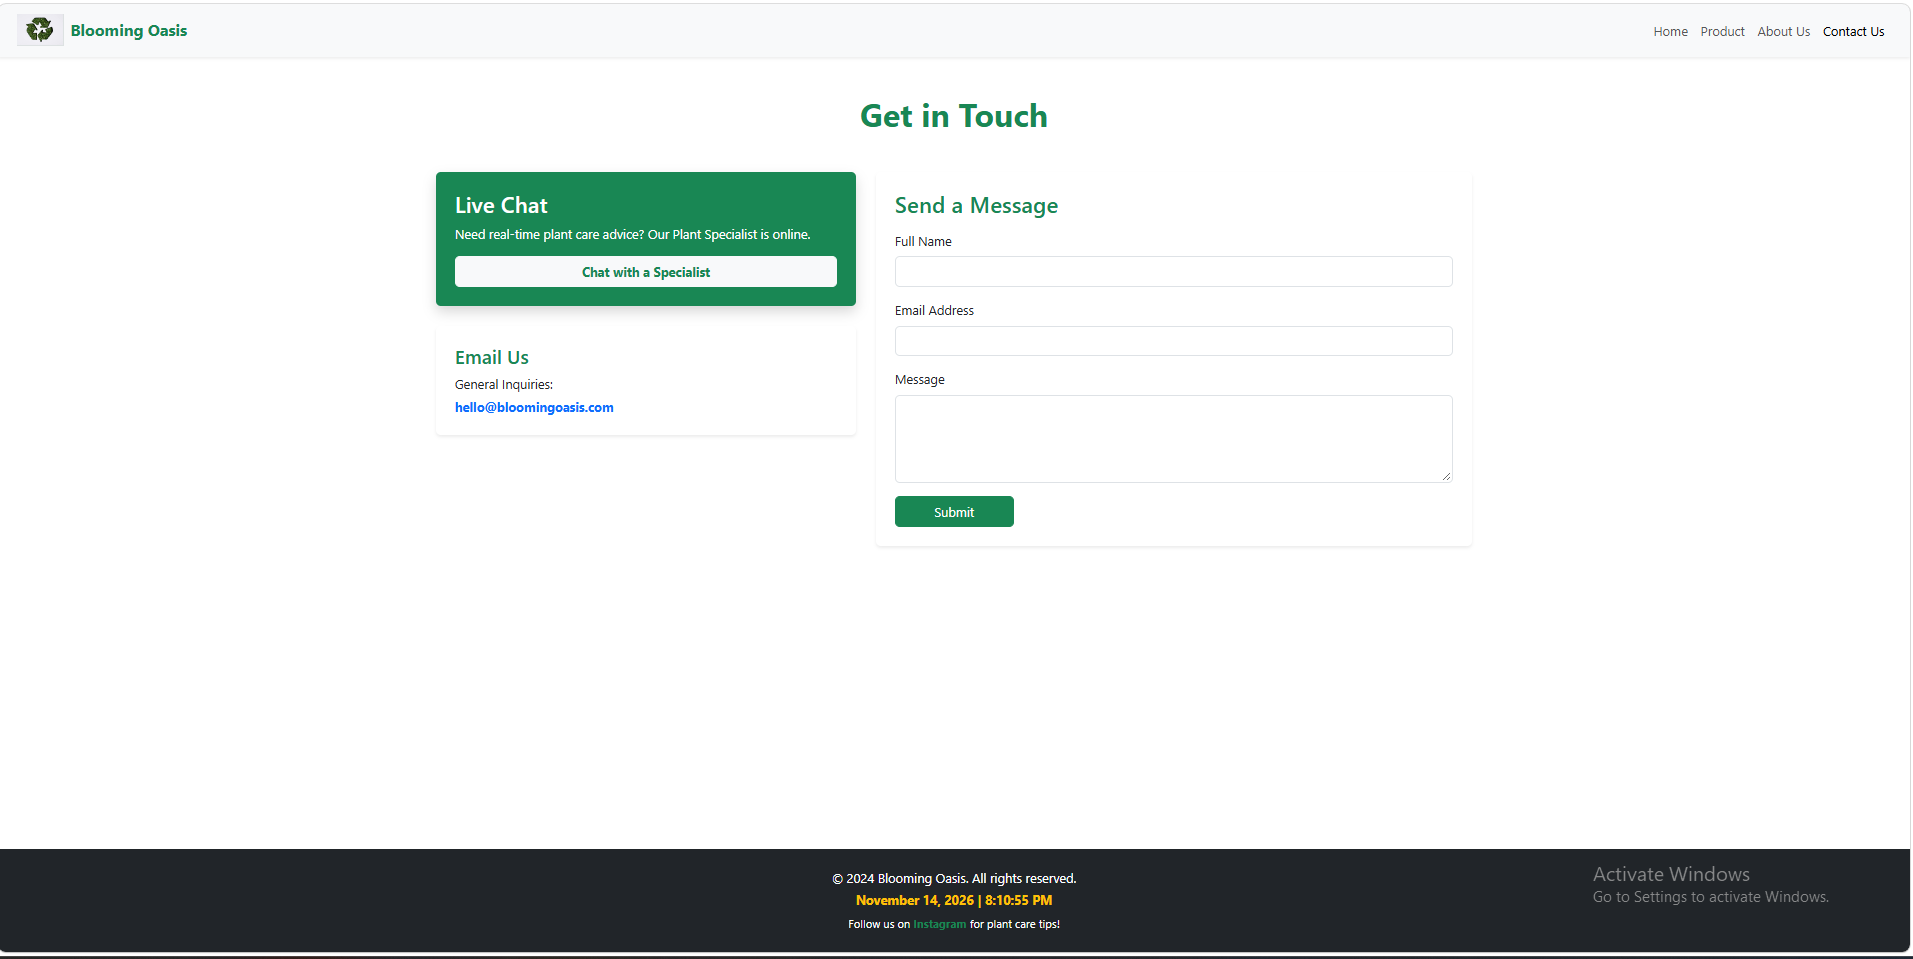 Blooming Oasis
Home Product About Us Contact Us
Get in Touch
Live Chat
Need real-time plant care advice? Our Plant Specialist is online.
Chat with a Specialist
Email Us
General Inquiries:
hello@bloomingoasis.com
Send a Message
Full Name
Email Address
Message
Submit
© 2024 Blooming Oasis. All rights reserved.
November 14, 2026 | 8:10:55 PM
Follow us on Instagram for plant care tips!
Activate Windows
Go to Settings to activate Windows.